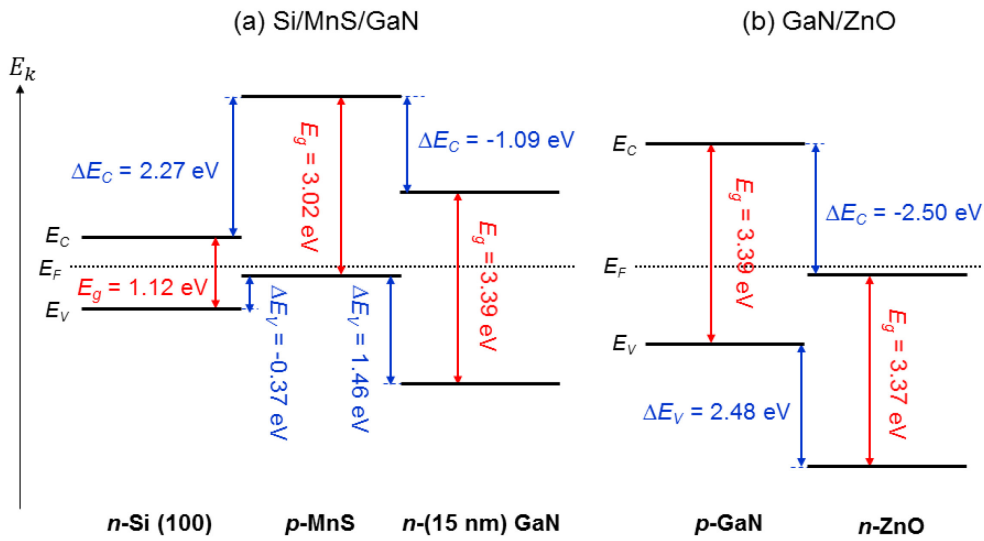 (a) Si/MnS/GaN
(b) GaN/ZnO
E_k
ΔE_C = 2.27 eV
E_g = 3.02 eV
ΔE_C = -1.09 eV
E_C
E_F
E_V
E_g = 1.12 eV
ΔE_V = -0.37 eV
ΔE_V = 1.46 eV
E_g = 3.39 eV
n-Si (100)
p-MnS
n-(15 nm) GaN
E_C
E_g = 3.39 eV
ΔE_C = -2.50 eV
E_F
E_V
ΔE_V = 2.48 eV
E_g = 3.37 eV
p-GaN
n-ZnO